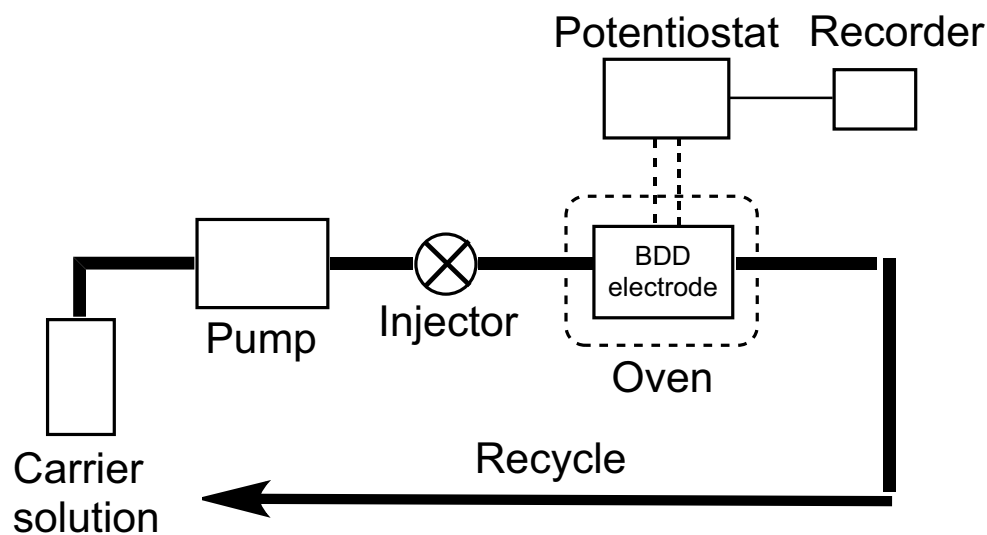 Potentiostat Recorder
BDD
electrode
Pump
Injector
Oven
Recycle
Carrier
solution